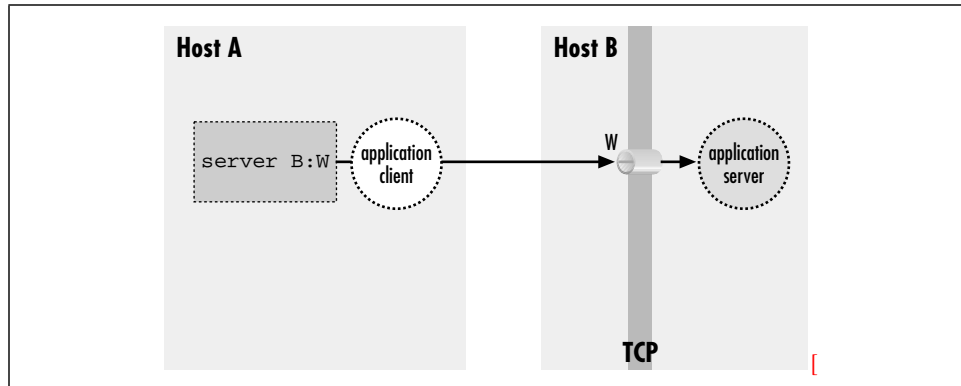 Host A
Host B
server B:W
application
client
W
application
server
TCP
[